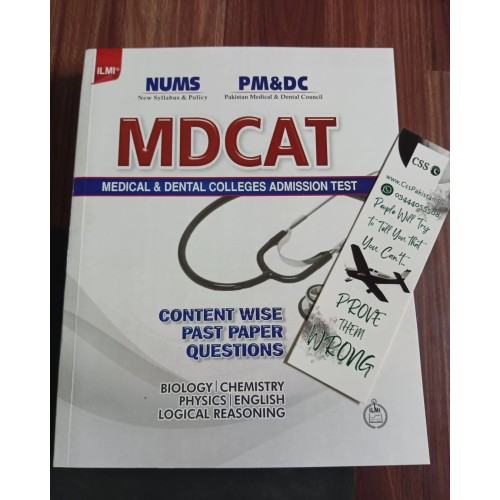 ILMI®
NUMS
New Syllabus & Policy
PM&DC
Pakistan Medical & Dental Council
MDCAT
MEDICAL & DENTAL COLLEGES ADMISSION TEST
CONTENT WISE
PAST PAPER
QUESTIONS
BIOLOGY | CHEMISTRY
PHYSICS | ENGLISH
LOGICAL REASONING
ILMI
CSS
People Will Try
to Tell You that
You Can't...
PROVE
THEM
WRONG